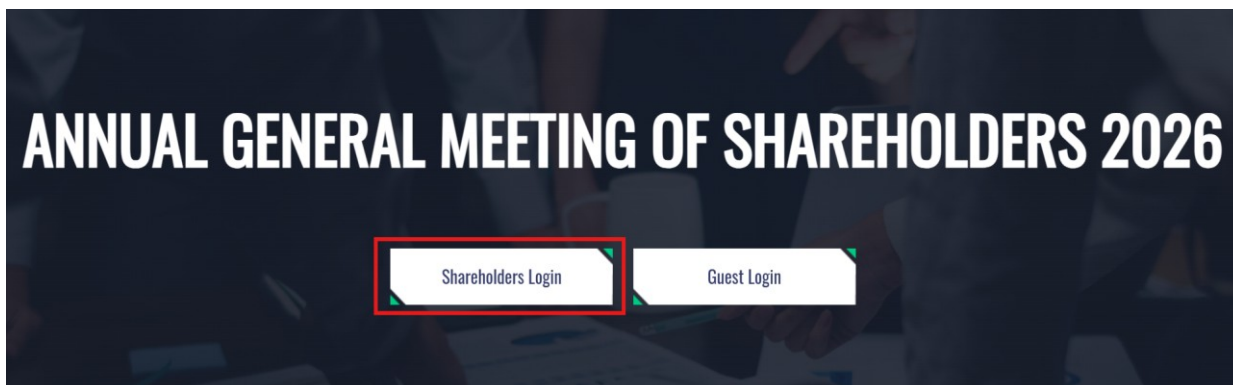 ANNUAL GENERAL MEETING OF SHAREHOLDERS 2026
Shareholders Login
Guest Login